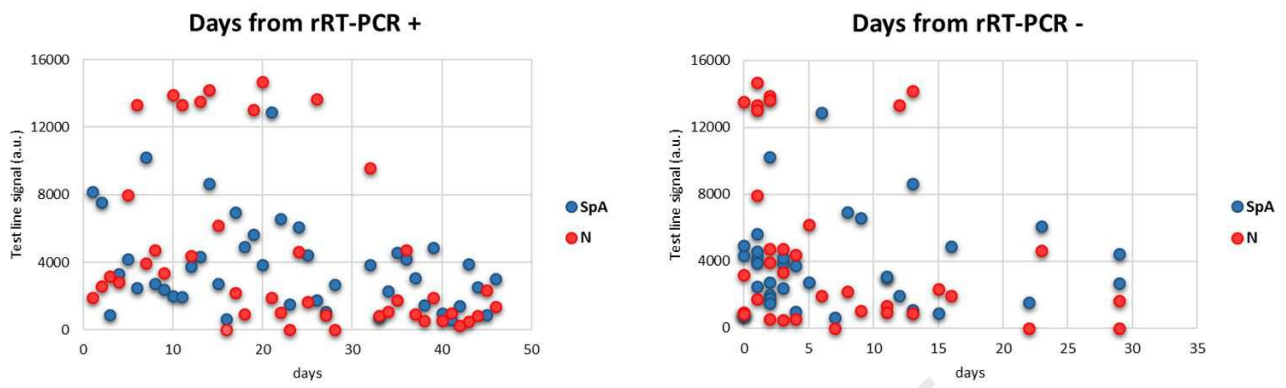 Days from rRT-PCR +
16000
12000
8000
4000
0
Test line signal (a.u.)
0 10 20 30 40 50
days
SpA
N
Days from rRT-PCR -
16000
12000
8000
4000
0
Test line signal (a.u.)
0 5 10 15 20 25 30 35
days
SpA
N